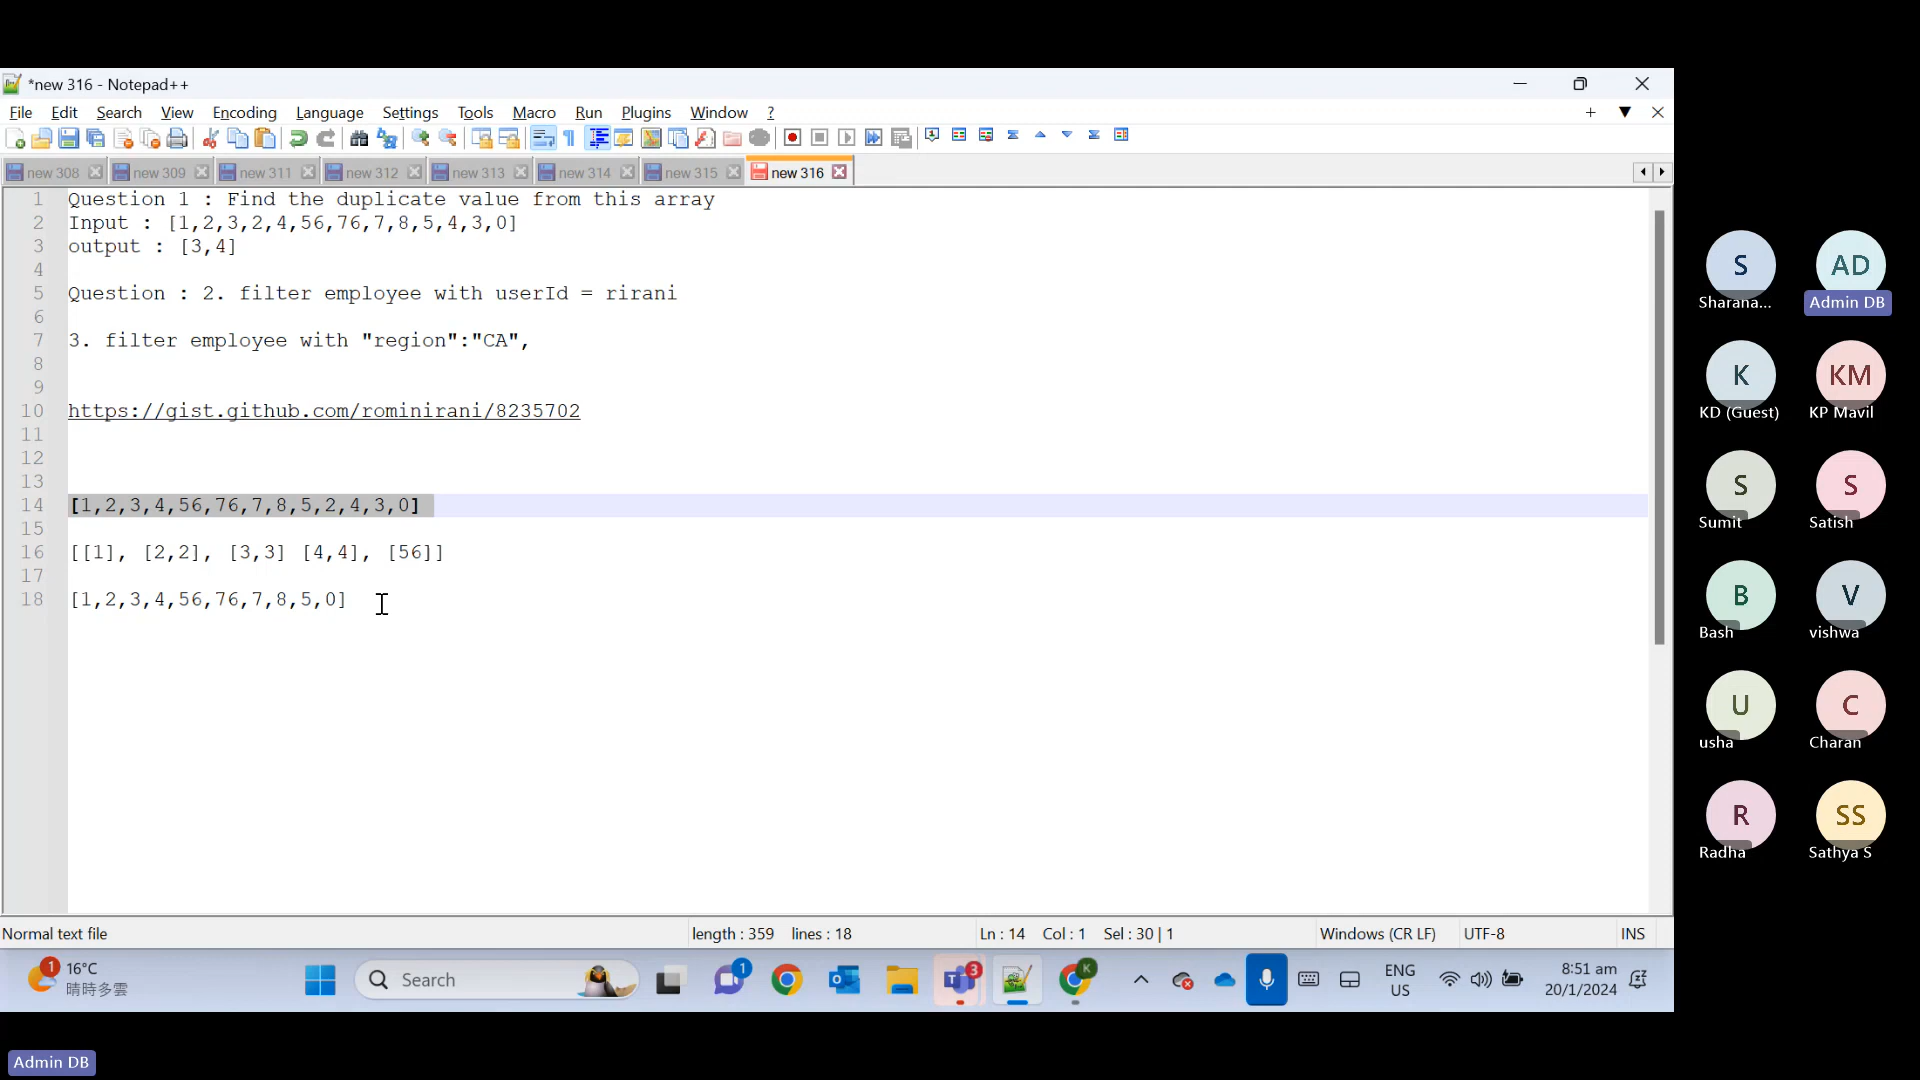 *new 316 - Notepad++
File Edit Search View Encoding Language Settings Tools Macro Run Plugins Window ?
new 308 new 309 new 311 new 312 new 313 new 314 new 315 new 316
1 Question 1 : Find the duplicate value from this array
2 Input : [1,2,3,2,4,56,76,7,8,5,4,3,0]
3 output : [3,4]
4
5 Question : 2. filter employee with userId = rirani
6
7 3. filter employee with "region":"CA",
8
9
10 https://gist.github.com/rominirani/8235702
11
12
13
14 [1,2,3,4,56,76,7,8,5,2,4,3,0]
15
16 [[1], [2,2], [3,3] [4,4], [56]]
17
18 [1,2,3,4,56,76,7,8,5,0]
Normal text file length : 359 lines : 18 Ln : 14 Col : 1 Sel : 30 | 1 Windows (CR LF) UTF-8 INS
1 16°C
晴時多雲
Search
1
3
K
ENG
US
8:51 am
20/1/2024
S AD
Sharana... Admin DB
K KM
KD (Guest) KP Mavil
S S
Sumit Satish
B V
Bash vishwa
U C
usha Charan
R SS
Radha Sathya S
Admin DB